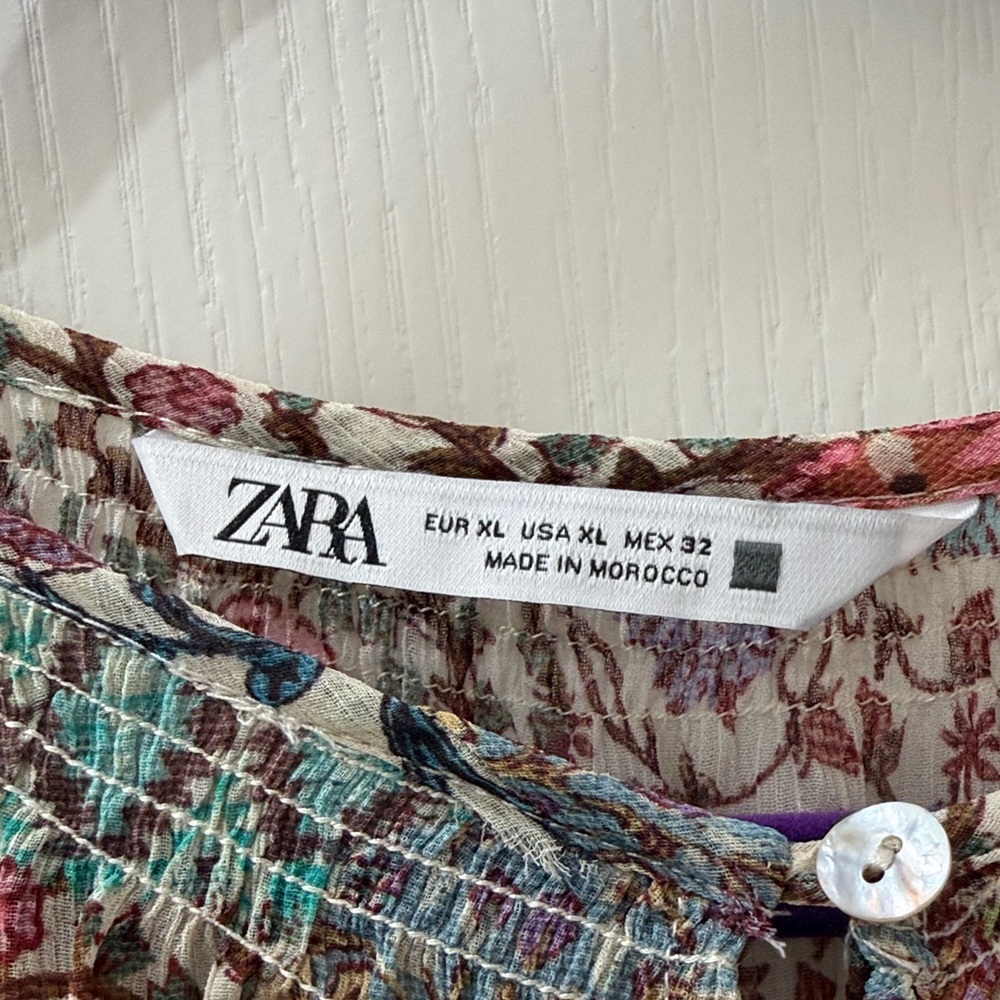 ZARA
EUR XL USA XL MEX 32
MADE IN MOROCCO